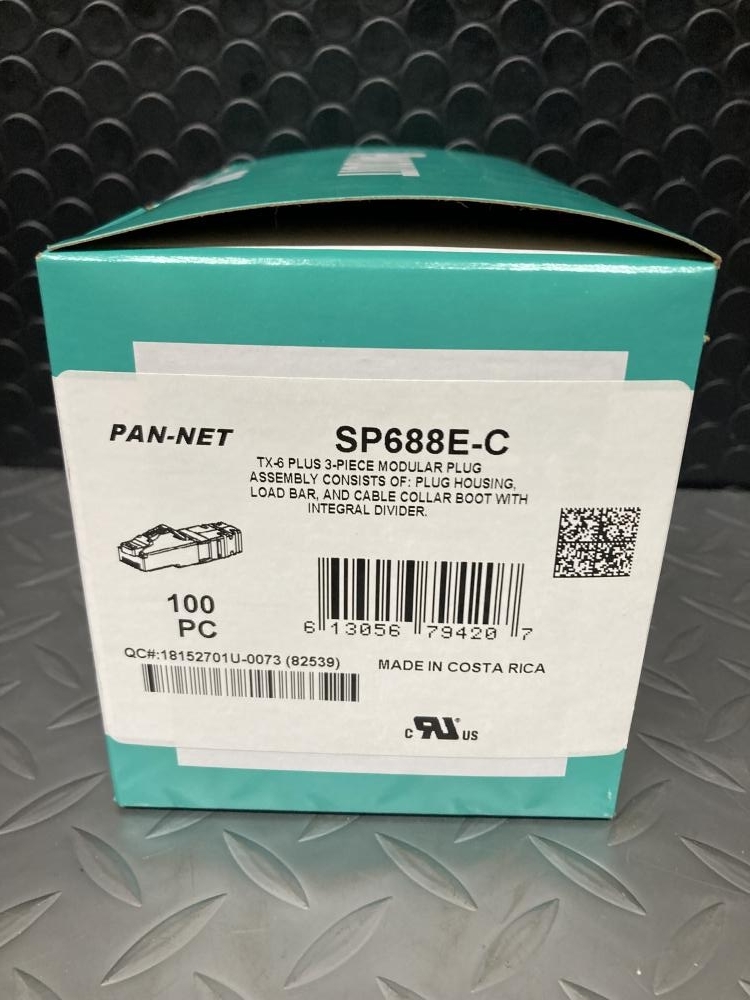 PAN-NET
SP688E-C
TX-6 PLUS 3-PIECE MODULAR PLUG
ASSEMBLY CONSISTS OF: PLUG HOUSING,
LOAD BAR, AND CABLE COLLAR BOOT WITH
INTEGRAL DIVIDER.
100
PC
6 13056 79420 7
QC#:18152701U-0073 (82539)
MADE IN COSTA RICA
C RU® US